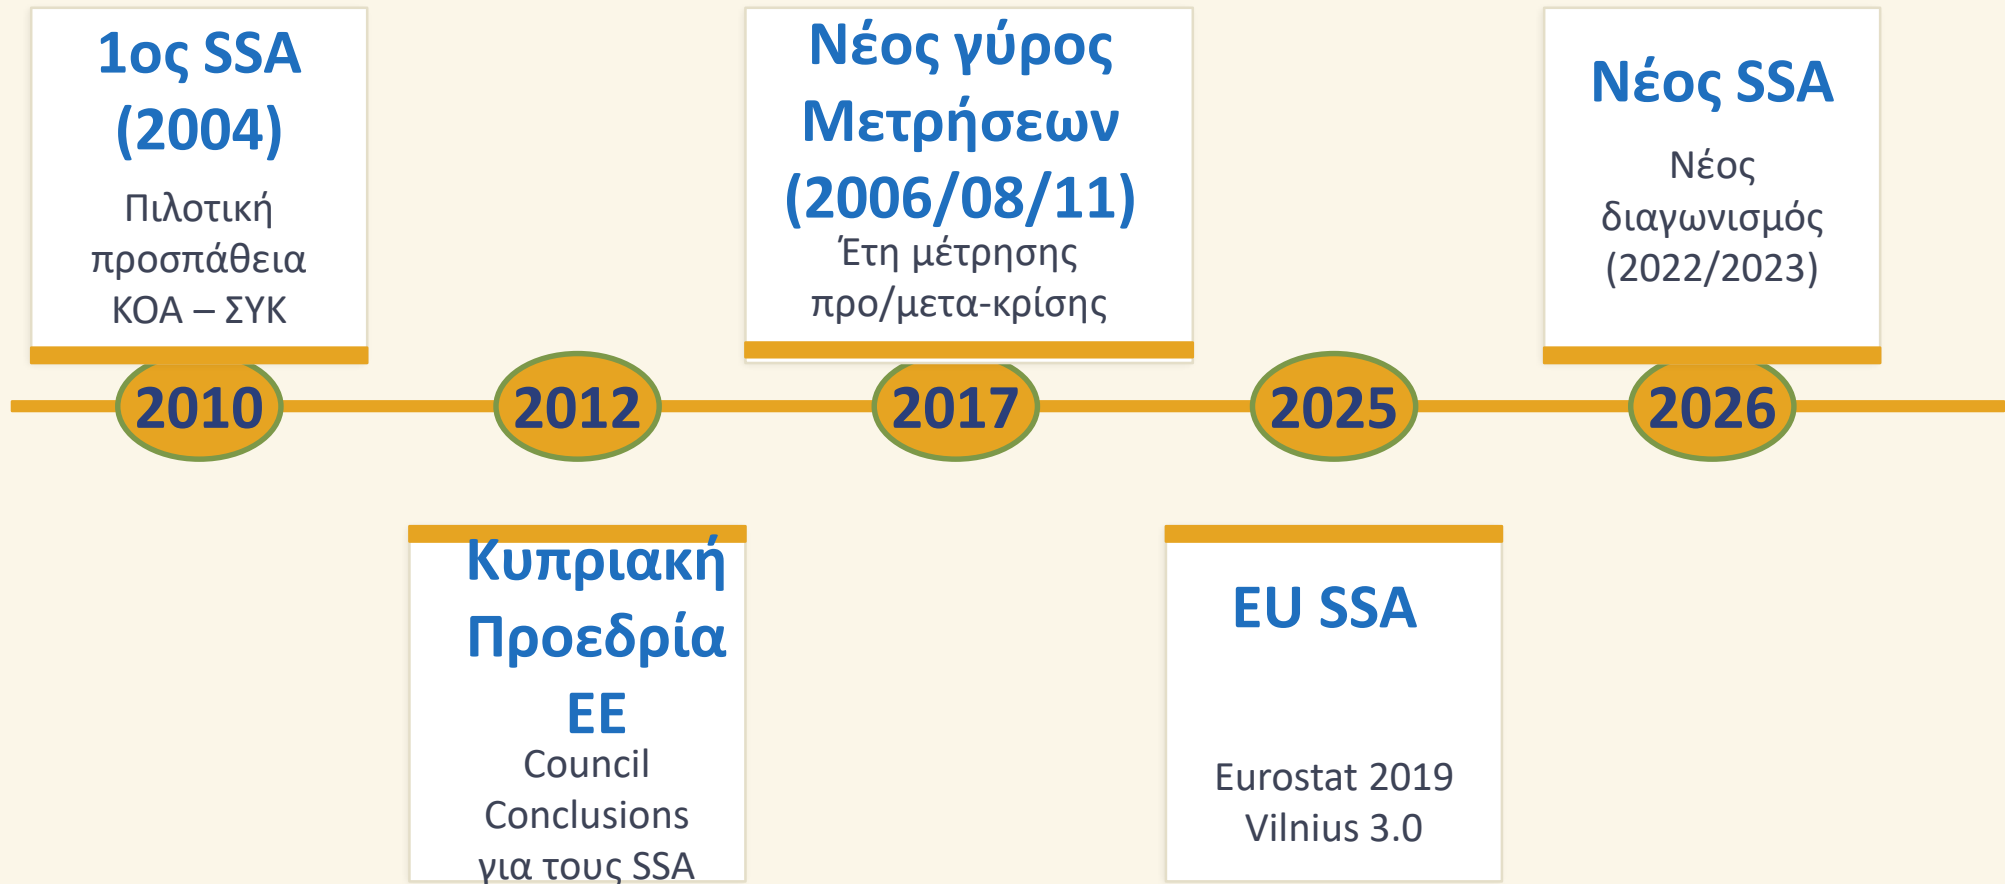 1ος SSA
(2004)
Πιλοτική
προσπάθεια
ΚΟΑ – ΣΥΚ
2010
Κυπριακή
Προεδρία
ΕΕ
Council
Conclusions
για τους SSA
2012
Νέος γύρος
Μετρήσεων
(2006/08/11)
Έτη μέτρησης
προ/μετα-κρίσης
2017
EU SSA
Eurostat 2019
Vilnius 3.0
2025
Νέος SSA
Νέος
διαγωνισμός
(2022/2023)
2026